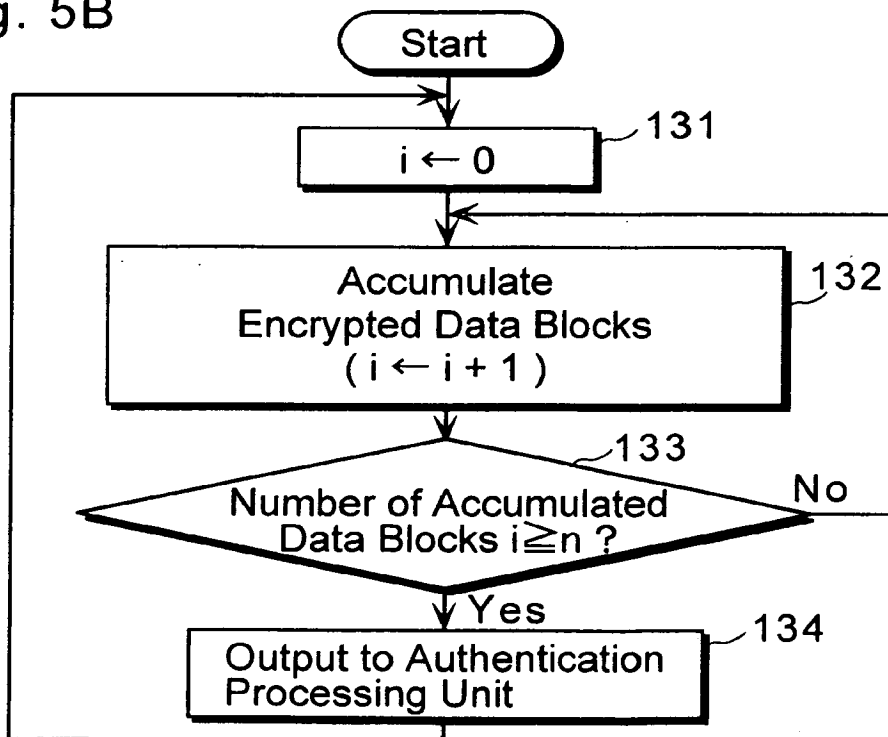 g. 5B
Start
131
i ← 0
132
Accumulate
Encrypted Data Blocks
( i ← i + 1 )
133
Number of Accumulated
Data Blocks i≧n ?
No
Yes
134
Output to Authentication
Processing Unit